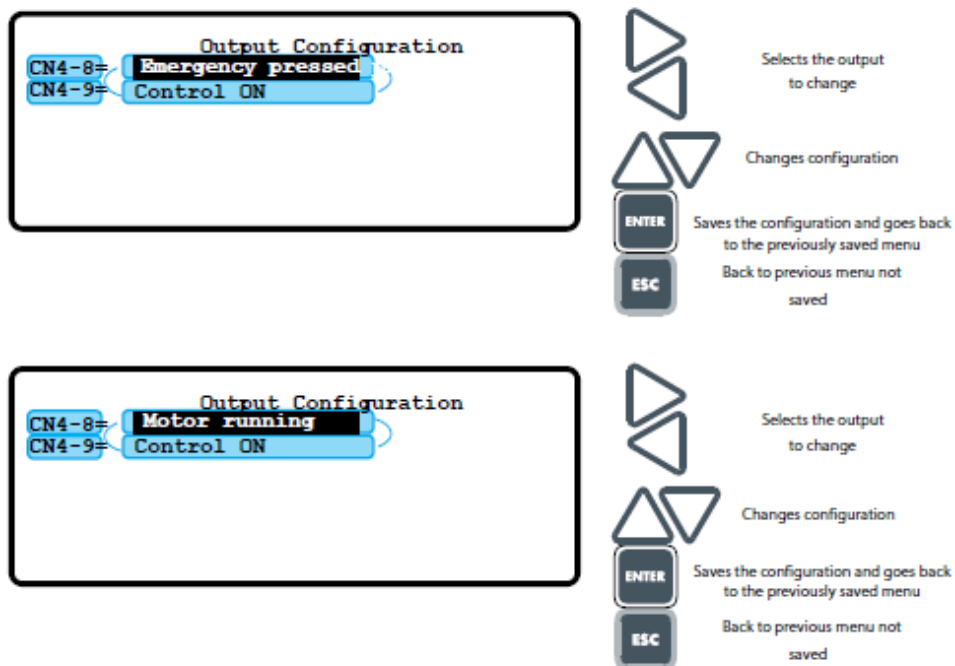 Output Configuration
CN4-8= Emergency pressed
CN4-9= Control ON
Selects the output
to change
Changes configuration
ENTER
Saves the configuration and goes back
to the previously saved menu
ESC
Back to previous menu not
saved
Output Configuration
CN4-8= Motor running
CN4-9= Control ON
Selects the output
to change
Changes configuration
ENTER
Saves the configuration and goes back
to the previously saved menu
ESC
Back to previous menu not
saved